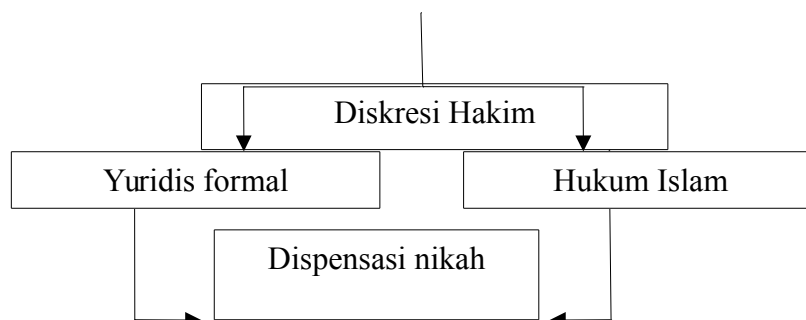 Diskresi Hakim
Yuridis formal
Hukum Islam
Dispensasi nikah